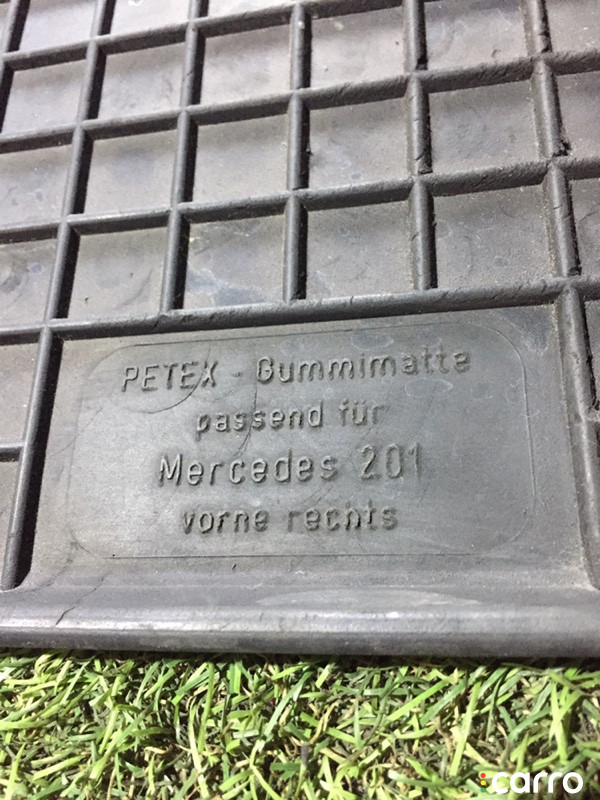 PETEX - Gummimatte
passend für
Mercedes 201
vorne rechts
carro